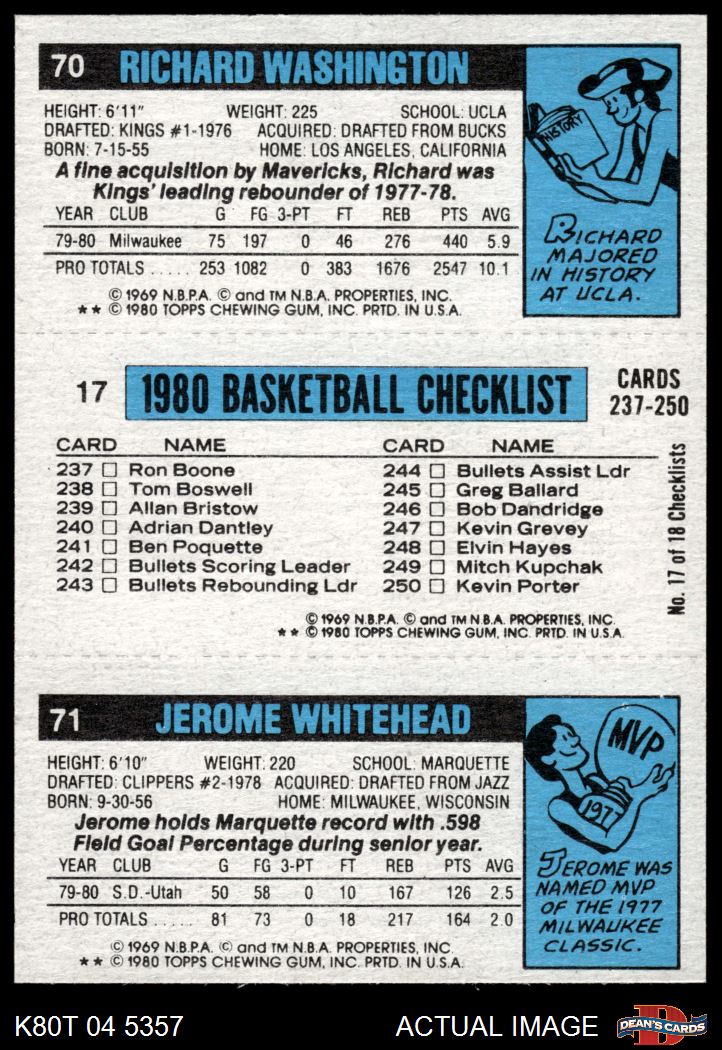 70 RICHARD WASHINGTON
HEIGHT: 6'11" WEIGHT: 225 SCHOOL: UCLA
DRAFTED: KINGS #1-1976 ACQUIRED: DRAFTED FROM BUCKS
BORN: 7-15-55 HOME: LOS ANGELES, CALIFORNIA
A fine acquisition by Mavericks, Richard was
Kings' leading rebounder of 1977-78.
YEAR CLUB G FG 3-PT FT REB PTS AVG
79-80 Milwaukee 75 197 0 46 276 440 5.9
PRO TOTALS ..... 253 1082 0 383 1676 2547 10.1
© 1969 N.B.P.A. © and TM N.B.A. PROPERTIES, INC.
★★ © 1980 TOPPS CHEWING GUM, INC. PRTD. IN U.S.A.
HISTORY
RICHARD
MAJORED
IN HISTORY
AT UCLA.
17 1980 BASKETBALL CHECKLIST CARDS
237-250
CARD NAME
237 □ Ron Boone
238 □ Tom Boswell
239 □ Allan Bristow
240 □ Adrian Dantley
241 □ Ben Poquette
242 □ Bullets Scoring Leader
243 □ Bullets Rebounding Ldr
CARD NAME
244 □ Bullets Assist Ldr
245 □ Greg Ballard
246 □ Bob Dandridge
247 □ Kevin Grevey
248 □ Elvin Hayes
249 □ Mitch Kupchak
250 □ Kevin Porter
No. 17 of 18 Checklists
© 1969 N.B.P.A. © and TM N.B.A. PROPERTIES, INC.
★★ © 1980 TOPPS CHEWING GUM, INC. PRTD. IN U.S.A.
71 JEROME WHITEHEAD
HEIGHT: 6'10" WEIGHT: 220 SCHOOL: MARQUETTE
DRAFTED: CLIPPERS #2-1978 ACQUIRED: DRAFTED FROM JAZZ
BORN: 9-30-56 HOME: MILWAUKEE, WISCONSIN
Jerome holds Marquette record with .598
Field Goal Percentage during senior year.
YEAR CLUB G FG 3-PT FT REB PTS AVG
79-80 S.D.-Utah 50 58 0 10 167 126 2.5
PRO TOTALS ..... 81 73 0 18 217 164 2.0
© 1969 N.B.P.A. © and TM N.B.A. PROPERTIES, INC.
★★ © 1980 TOPPS CHEWING GUM, INC. PRTD. IN U.S.A.
MVP
1977
JEROME WAS
NAMED MVP
OF THE 1977
MILWAUKEE
CLASSIC.
K80T 04 5357 ACTUAL IMAGE D DEAN'S CARDS